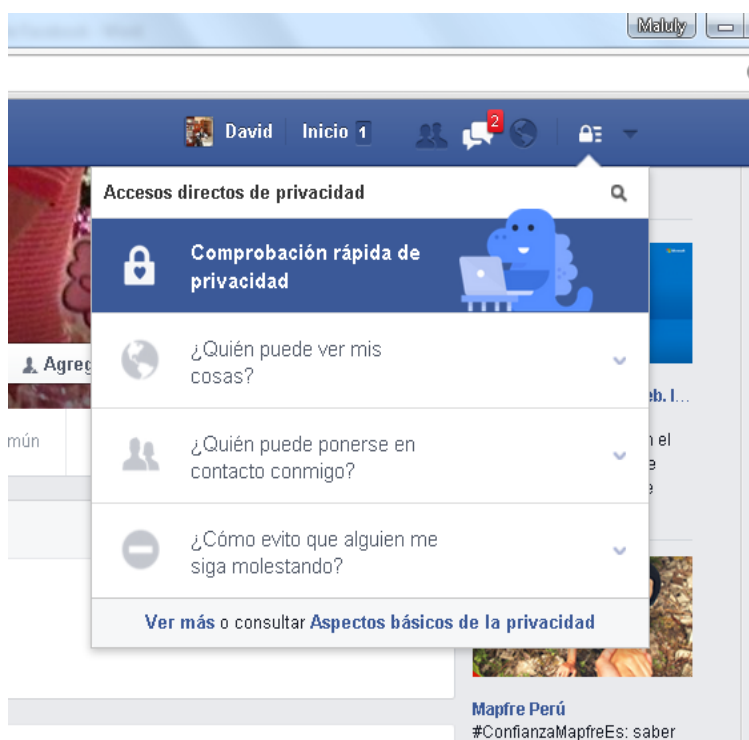 Maluly
David Inicio 1 2
Accesos directos de privacidad
Comprobación rápida de
privacidad
¿Quién puede ver mis
cosas?
¿Quién puede ponerse en
contacto conmigo?
¿Cómo evito que alguien me
siga molestando?
Ver más o consultar Aspectos básicos de la privacidad
Agreg
mún
eb. I...
n el
e
e
Mapfre Perú
#ConfianzaMapfreEs: saber